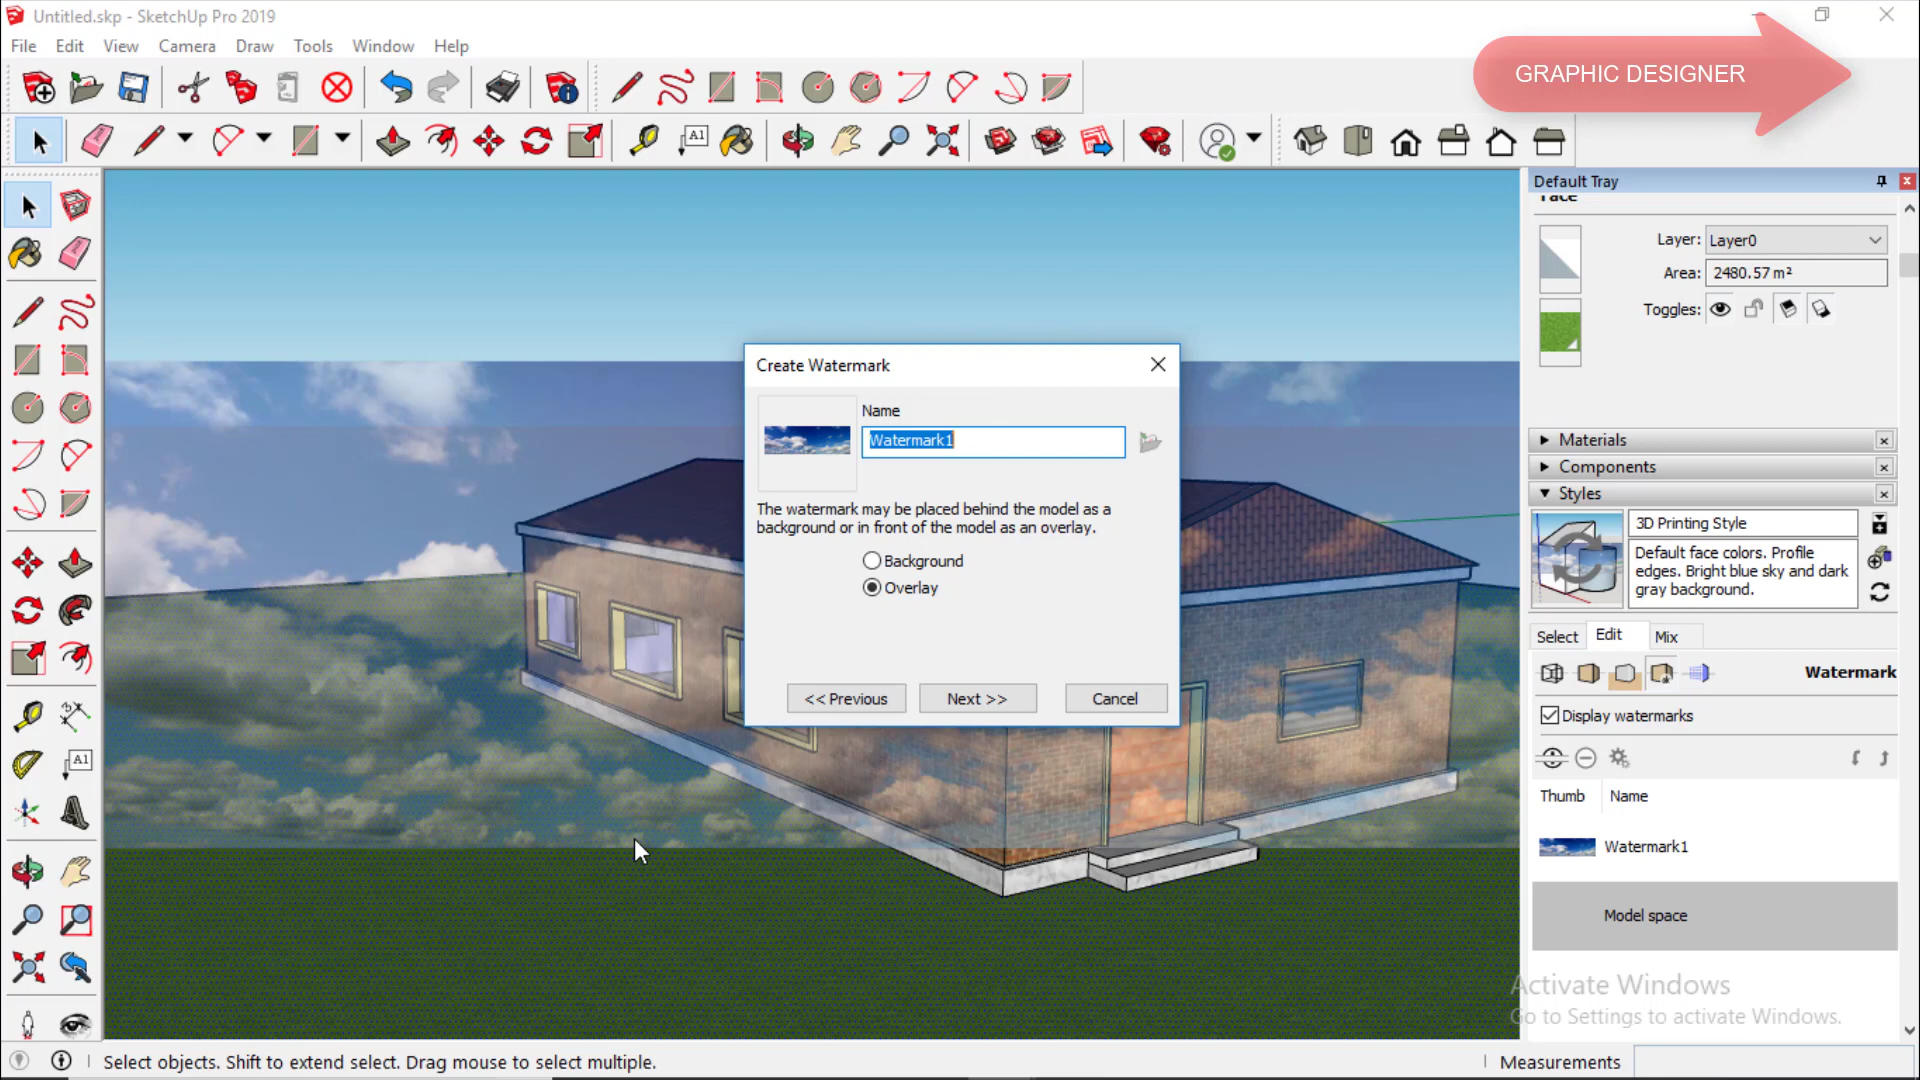 Untitled.skp - SketchUp Pro 2019
File Edit View Camera Draw Tools Window Help
GRAPHIC DESIGNER
A1
Default Tray
Layer: Layer0
Area: 2480.57 m²
Toggles:
Create Watermark
Name
Watermark1
The watermark may be placed behind the model as a
background or in front of the model as an overlay.
Background
Overlay
<< Previous Next >> Cancel
Materials
Components
Styles
3D Printing Style
Default face colors. Profile
edges. Bright blue sky and dark
gray background.
Select Edit Mix
Watermark
Display watermarks
Thumb Name
Watermark1
Model space
A1
Activate Windows
Go to Settings to activate Windows.
Select objects. Shift to extend select. Drag mouse to select multiple.
Measurements